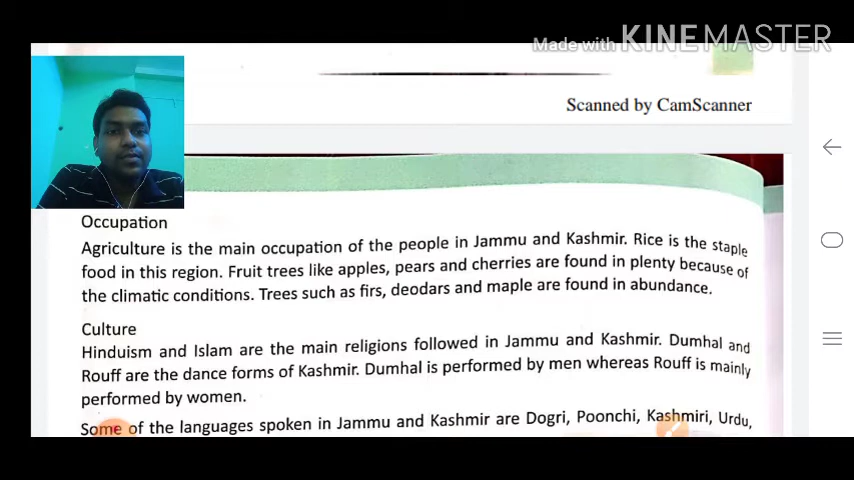 Made with KINEMASTER
Scanned by CamScanner
Occupation
Agriculture is the main occupation of the people in Jammu and Kashmir. Rice is the staple
food in this region. Fruit trees like apples, pears and cherries are found in plenty because of
the climatic conditions. Trees such as firs, deodars and maple are found in abundance.
Culture
Hinduism and Islam are the main religions followed in Jammu and Kashmir. Dumhal and
Rouff are the dance forms of Kashmir. Dumhal is performed by men whereas Rouff is mainly
performed by women.
Some of the languages spoken in Jammu and Kashmir are Dogri, Poonchi, Kashmiri, Urdu,